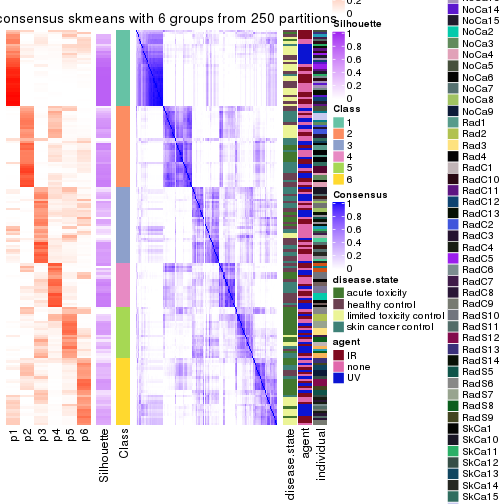 consensus skmeans with 6 groups from 250 partitions
p1
p2
p3
p4
p5
p6
Silhouette
Class
disease.state
agent
individual
0.2
0
Silhouette
1
0.8
0.6
0.4
0.2
0
Class
1
2
3
4
5
6
Consensus
1
0.8
0.6
0.4
0.2
0
disease.state
acute toxicity
healthy control
limited toxicity control
skin cancer control
agent
IR
none
UV
NoCa14
NoCa15
NoCa2
NoCa3
NoCa4
NoCa5
NoCa6
NoCa7
NoCa8
NoCa9
Rad1
Rad2
Rad3
Rad4
RadC1
RadC10
RadC11
RadC12
RadC13
RadC2
RadC3
RadC4
RadC5
RadC6
RadC7
RadC8
RadC9
RadS10
RadS11
RadS12
RadS13
RadS14
RadS5
RadS6
RadS7
RadS8
RadS9
SkCa1
SkCa10
SkCa11
SkCa12
SkCa13
SkCa14
SkCa15